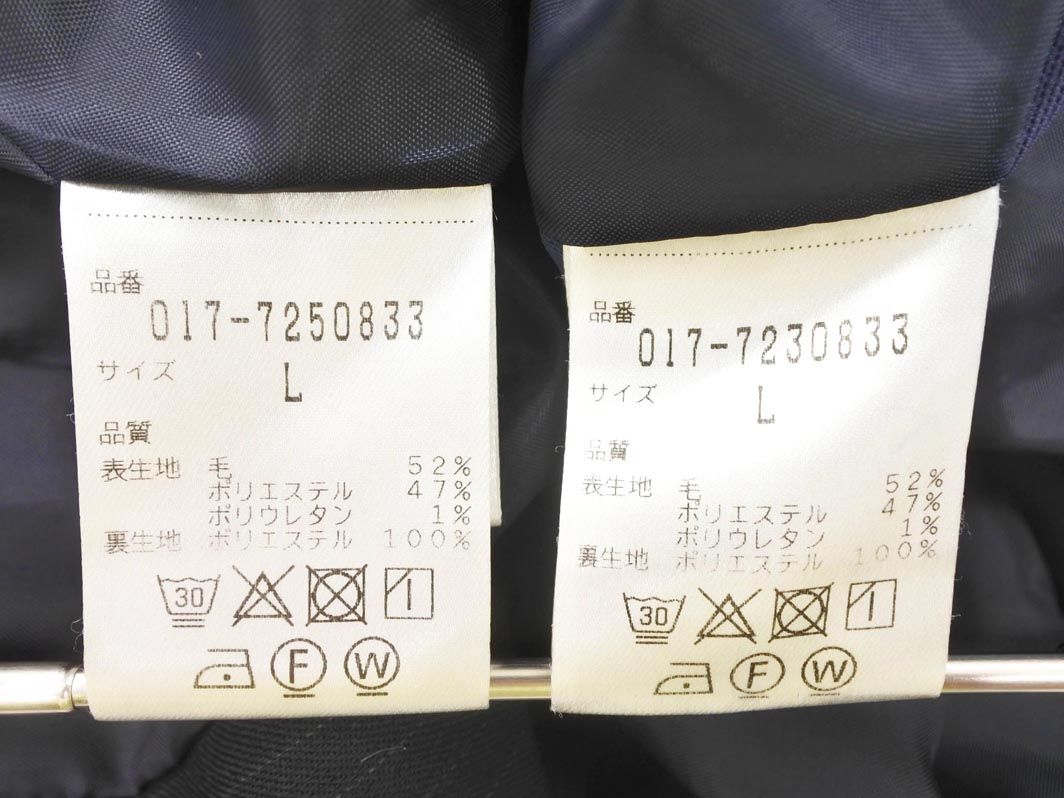 品番
017-7250833
サイズ L
品質
表生地 毛 52%
ポリエステル 47%
ポリウレタン 1%
裏生地 ポリエステル 100%
30
F W
品番
017-7230833
サイズ L
品質
表生地 毛 52%
ポリエステル 47%
ポリウレタン 1%
裏生地 ポリエステル 100%
30
F W